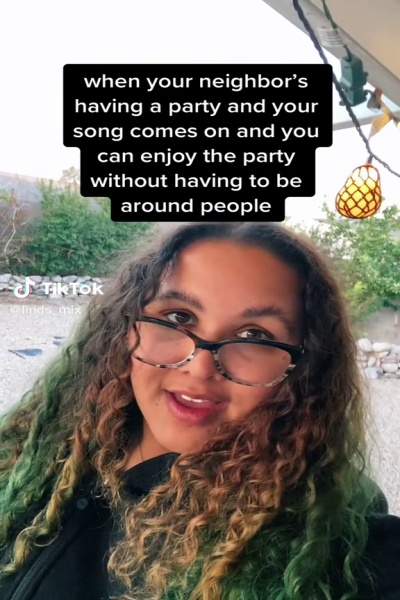 when your neighbor's
having a party and your
song comes on and you
can enjoy the party
without having to be
around people
TikTok
@linds_mix